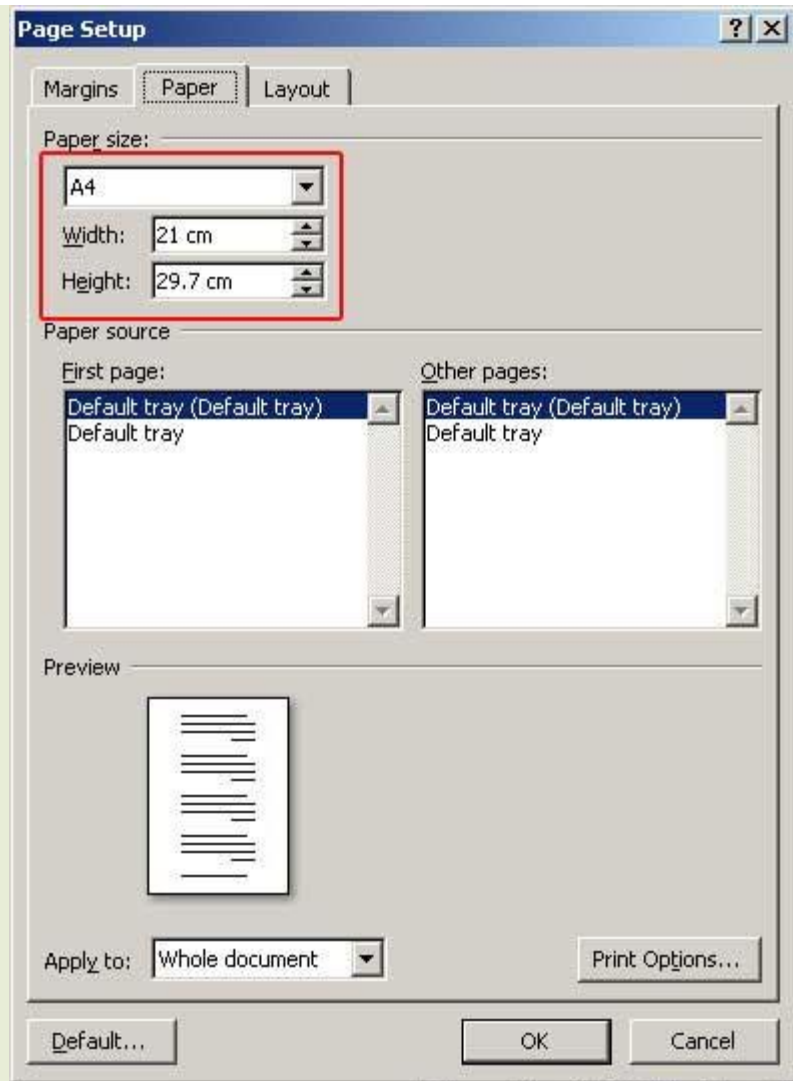 Page Setup
Margins Paper Layout
Paper size:
A4
Width: 21 cm
Height: 29.7 cm
Paper source
First page: Other pages:
Default tray (Default tray) Default tray (Default tray)
Default tray Default tray
Preview
Apply to: Whole document Print Options...
Default... OK Cancel